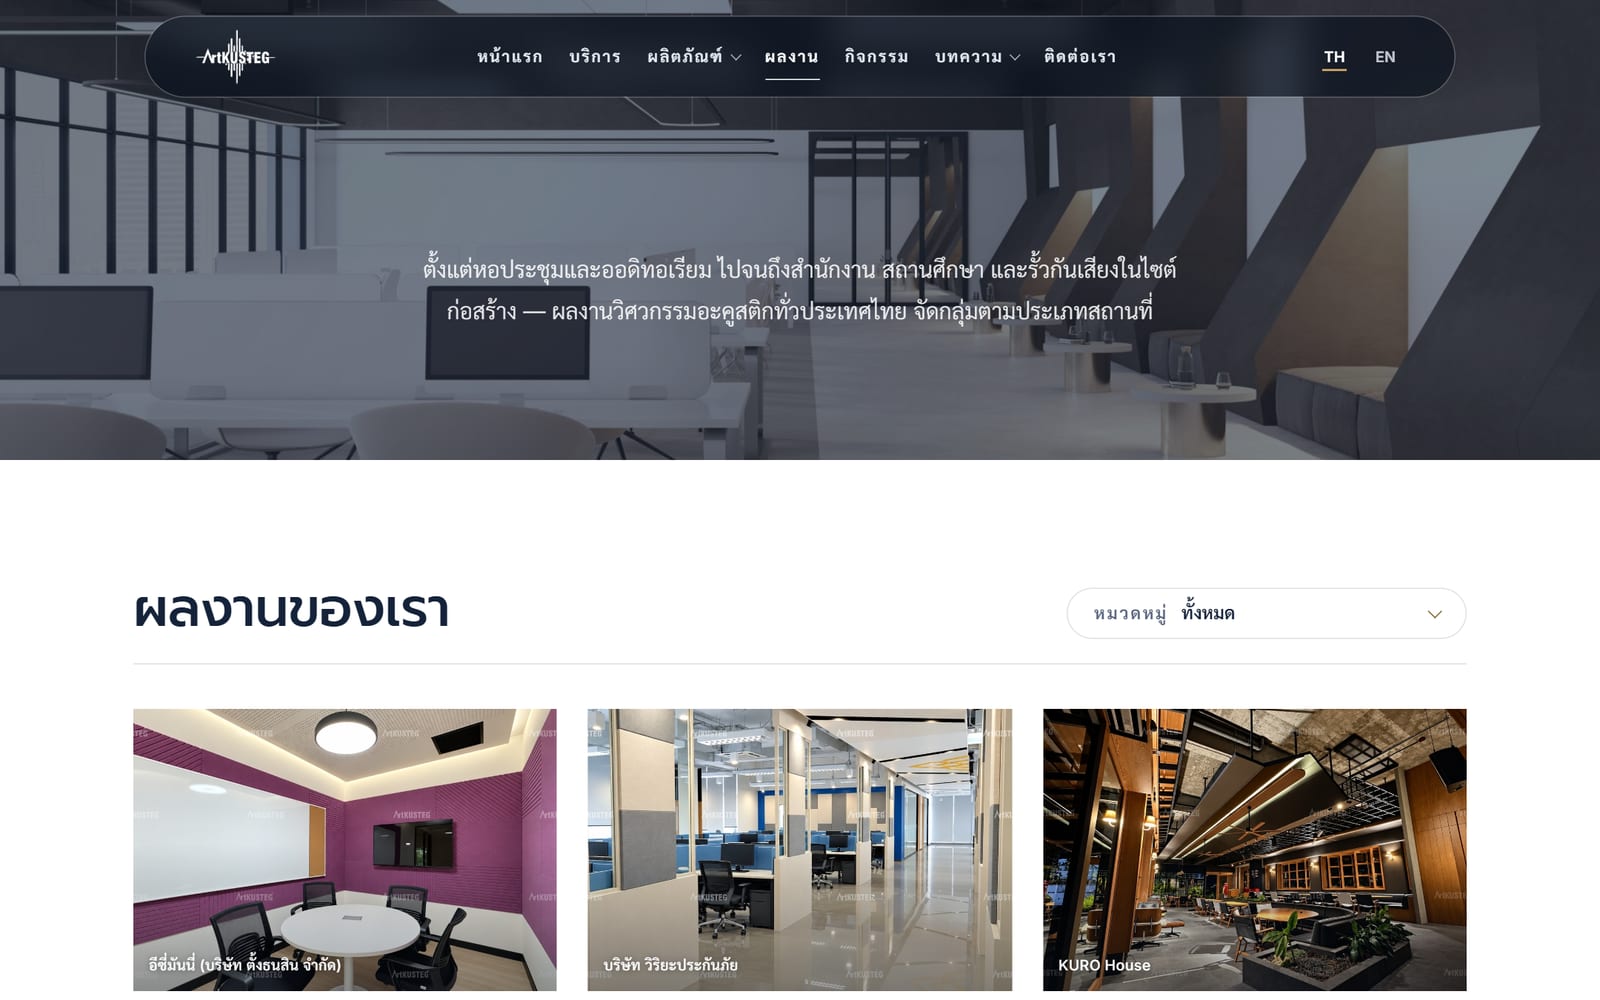 ArtKUSTEG
หน้าแรก บริการ ผลิตภัณฑ์ ผลงาน กิจกรรม บทความ ติดต่อเรา TH EN
ตั้งแต่หอประชุมและออดิทอเรียม ไปจนถึงสำนักงาน สถานศึกษา และรั้วกันเสียงในไซต์
ก่อสร้าง — ผลงานวิศวกรรมอะคูสติกทั่วประเทศไทย จัดกลุ่มตามประเภทสถานที่
ผลงานของเรา
หมวดหมู่ ทั้งหมด
อีซี่มันนี่ (บริษัท ตั้งธนสิน จำกัด)
บริษัท วิริยะประกันภัย
KURO House